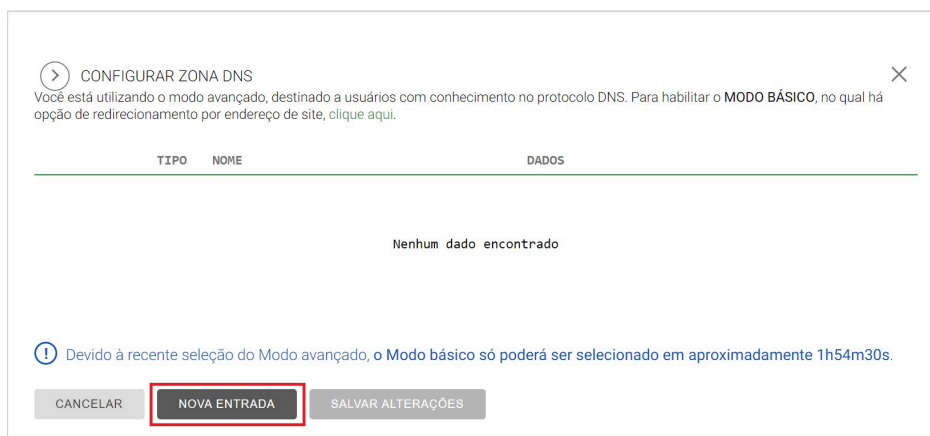 CONFIGURAR ZONA DNS
Você está utilizando o modo avançado, destinado a usuários com conhecimento no protocolo DNS. Para habilitar o MODO BÁSICO, no qual há
opção de redirecionamento por endereço de site, clique aqui.
TIPO NOME DADOS
Nenhum dado encontrado
Devido à recente seleção do Modo avançado, o Modo básico só poderá ser selecionado em aproximadamente 1h54m30s.
CANCELAR NOVA ENTRADA SALVAR ALTERAÇÕES